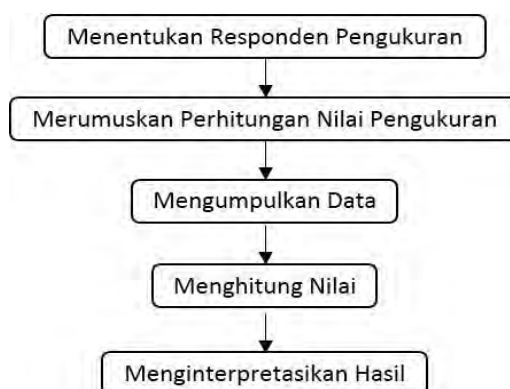 Menentukan Responden Pengukuran
Merumuskan Perhitungan Nilai Pengukuran
Mengumpulkan Data
Menghitung Nilai
Menginterpretasikan Hasil